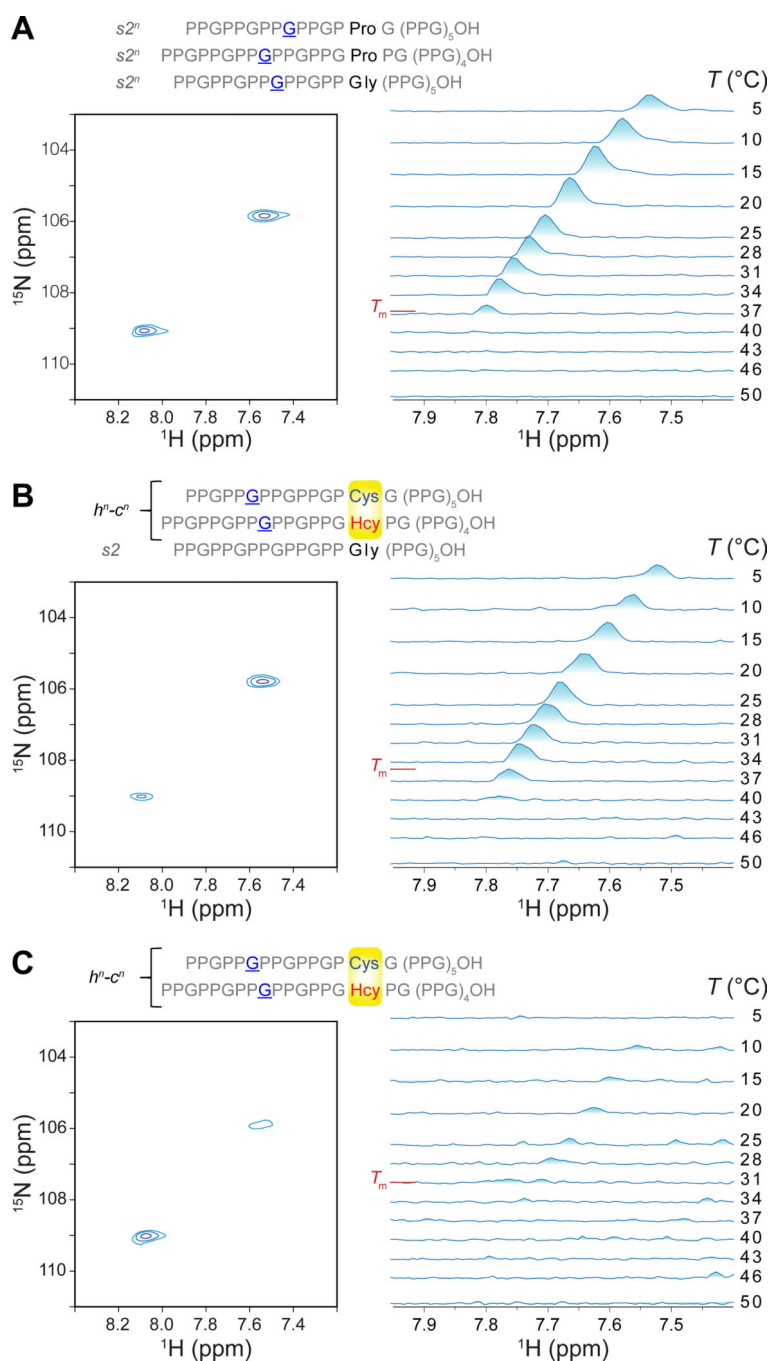 A
s2ⁿ PPGPPGPPGPPGP Pro G (PPG)₅OH
s2ⁿ PPGPPGPPGPPGPPG Pro PG (PPG)₄OH
s2ⁿ PPGPPGPPGPPGPP Gly (PPG)₅OH
T (°C)
5
10
15
20
25
28
31
34
Tm
37
40
43
46
50
104
106
108
110
¹⁵N (ppm)
8.2 8.0 7.8 7.6 7.4
¹H (ppm)
7.9 7.8 7.7 7.6 7.5
¹H (ppm)
B
hⁿ-cⁿ
PPGPPGPPGPPGP Cys G (PPG)₅OH
PPGPPGPPGPPGPPG Hcy PG (PPG)₄OH
s2 PPGPPGPPGPPGPP Gly (PPG)₅OH
T (°C)
5
10
15
20
25
28
31
34
Tm
37
40
43
46
50
104
106
108
110
¹⁵N (ppm)
8.2 8.0 7.8 7.6 7.4
¹H (ppm)
7.9 7.8 7.7 7.6 7.5
¹H (ppm)
C
hⁿ-cⁿ
PPGPPGPPGPPGP Cys G (PPG)₅OH
PPGPPGPPGPPGPPG Hcy PG (PPG)₄OH
T (°C)
5
10
15
20
25
28
Tm
31
34
37
40
43
46
50
104
106
108
110
¹⁵N (ppm)
8.2 8.0 7.8 7.6 7.4
¹H (ppm)
7.9 7.8 7.7 7.6 7.5
¹H (ppm)